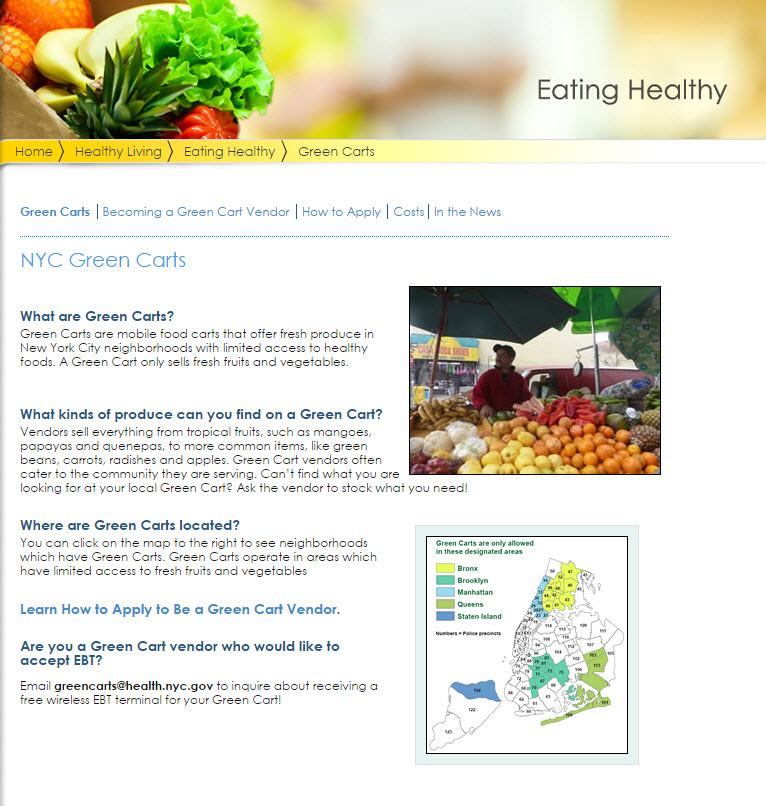 Eating Healthy
Home
Healthy Living
Eating Healthy
Green Carts
Green Carts | Becoming a Green Cart Vendor | How to Apply | Costs | In the News
NYC Green Carts
What are Green Carts?
Green Carts are mobile food carts that offer fresh produce in
New York City neighborhoods with limited access to healthy
foods. A Green Cart only sells fresh fruits and vegetables.
What kinds of produce can you find on a Green Cart?
Vendors sell everything from tropical fruits, such as mangoes,
papayas and quenepas, to more common items, like green
beans, carrots, radishes and apples. Green Cart vendors often
cater to the community they are serving. Can't find what you are
looking for at your local Green Cart? Ask the vendor to stock what you need!
Where are Green Carts located?
You can click on the map to the right to see neighborhoods
which have Green Carts. Green Carts operate in areas which
have limited access to fresh fruits and vegetables
Learn How to Apply to Be a Green Cart Vendor.
Are you a Green Cart vendor who would like to
accept EBT?
Email greencarts@health.nyc.gov to inquire about receiving a
free wireless EBT terminal for your Green Cart!
Green Carts are only allowed
in these designated areas
Bronx
Brooklyn
Manhattan
Queens
Staten Island
Numbers = Police precincts
120
122
123